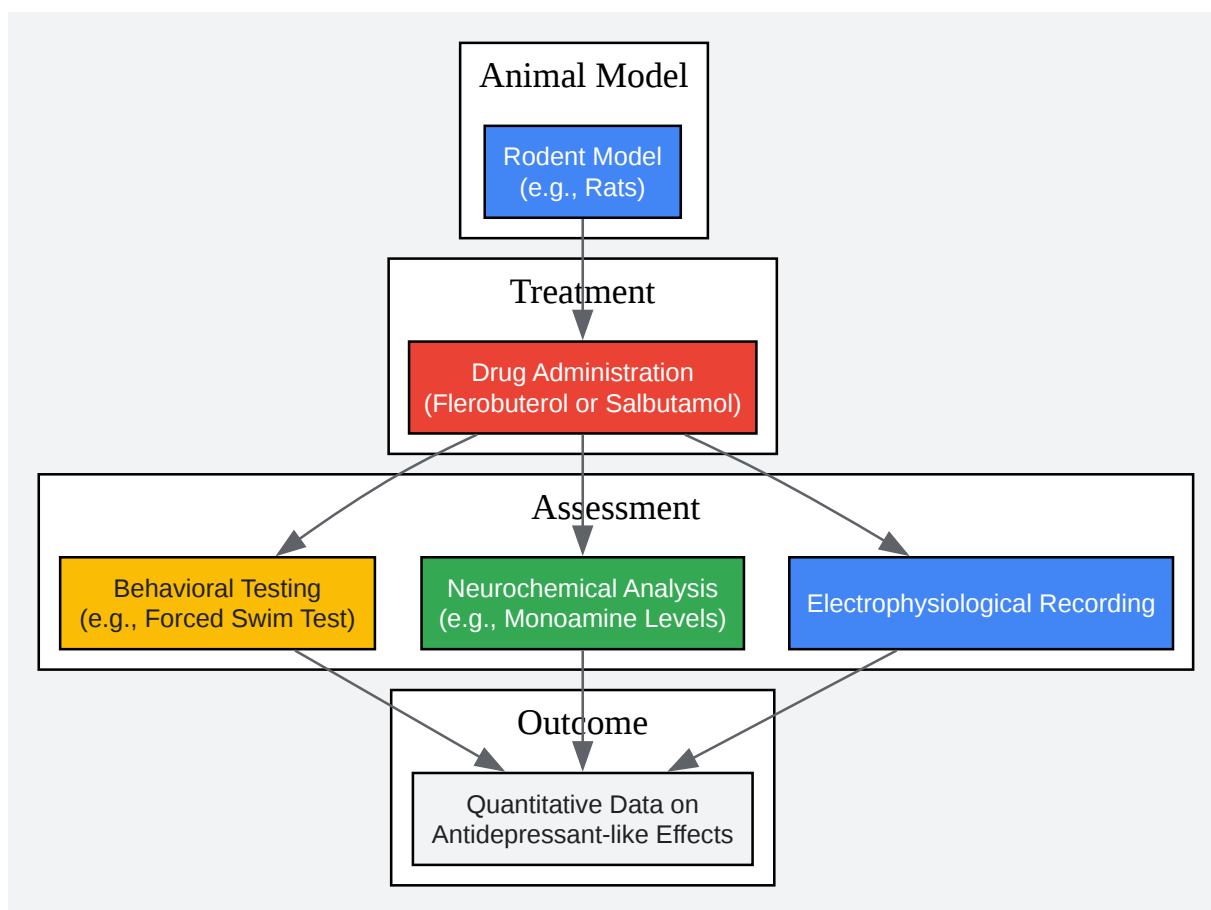 Animal Model
Rodent Model
(e.g., Rats)
Treatment
Drug Administration
(Flerobuterol or Salbutamol)
Assessment
Behavioral Testing
(e.g., Forced Swim Test)
Neurochemical Analysis
(e.g., Monoamine Levels)
Electrophysiological Recording
Outcome
Quantitative Data on
Antidepressant-like Effects